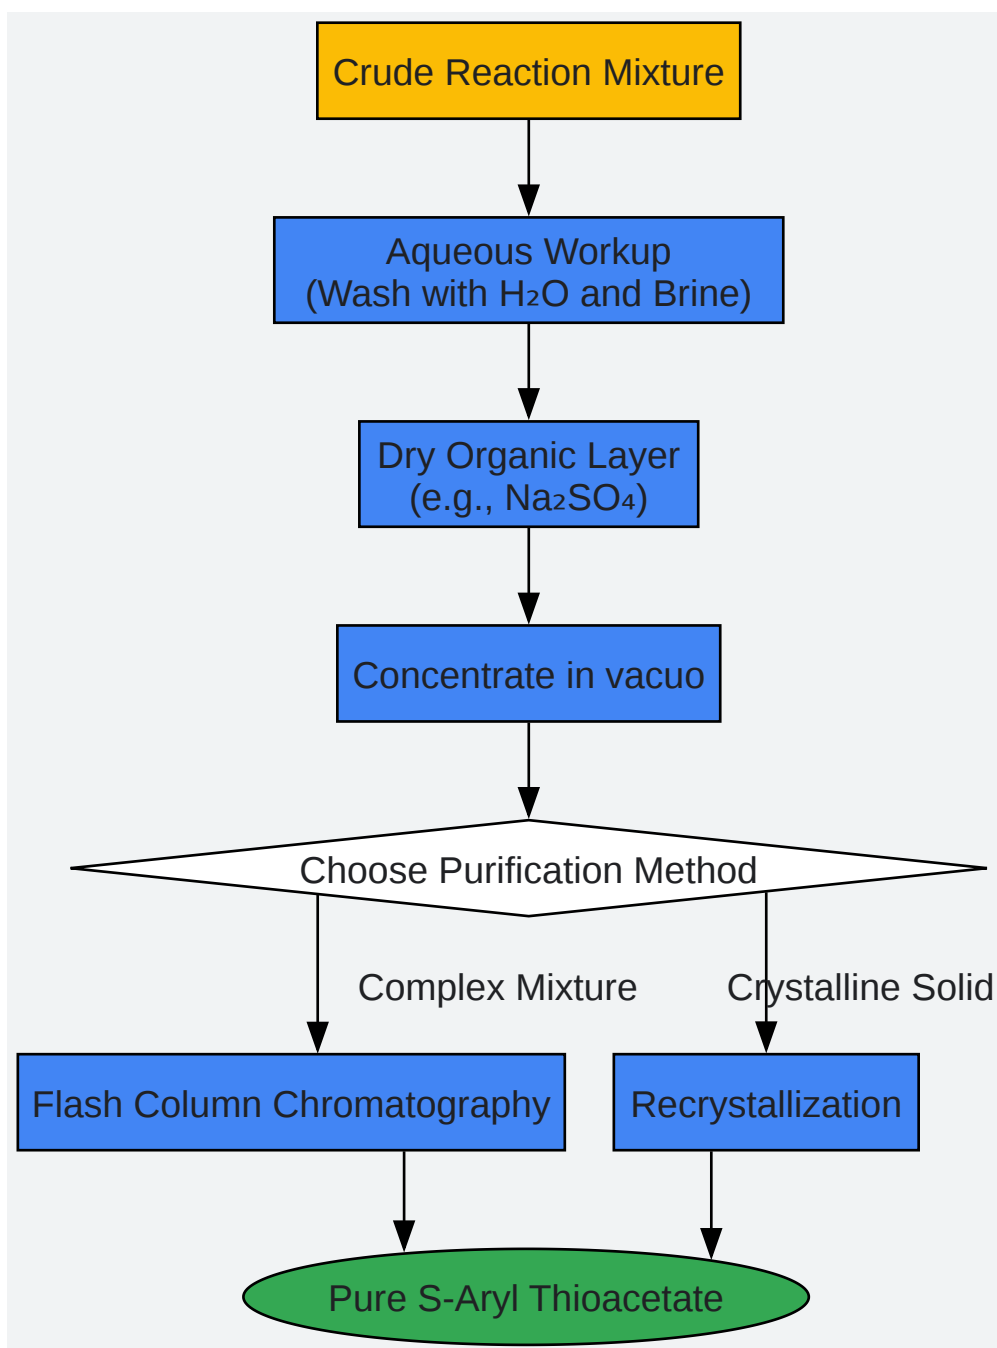 Crude Reaction Mixture
Aqueous Workup
(Wash with H₂O and Brine)
Dry Organic Layer
(e.g., Na₂SO₄)
Concentrate in vacuo
Choose Purification Method
Complex Mixture
Crystalline Solid
Flash Column Chromatography
Recrystallization
Pure S-Aryl Thioacetate